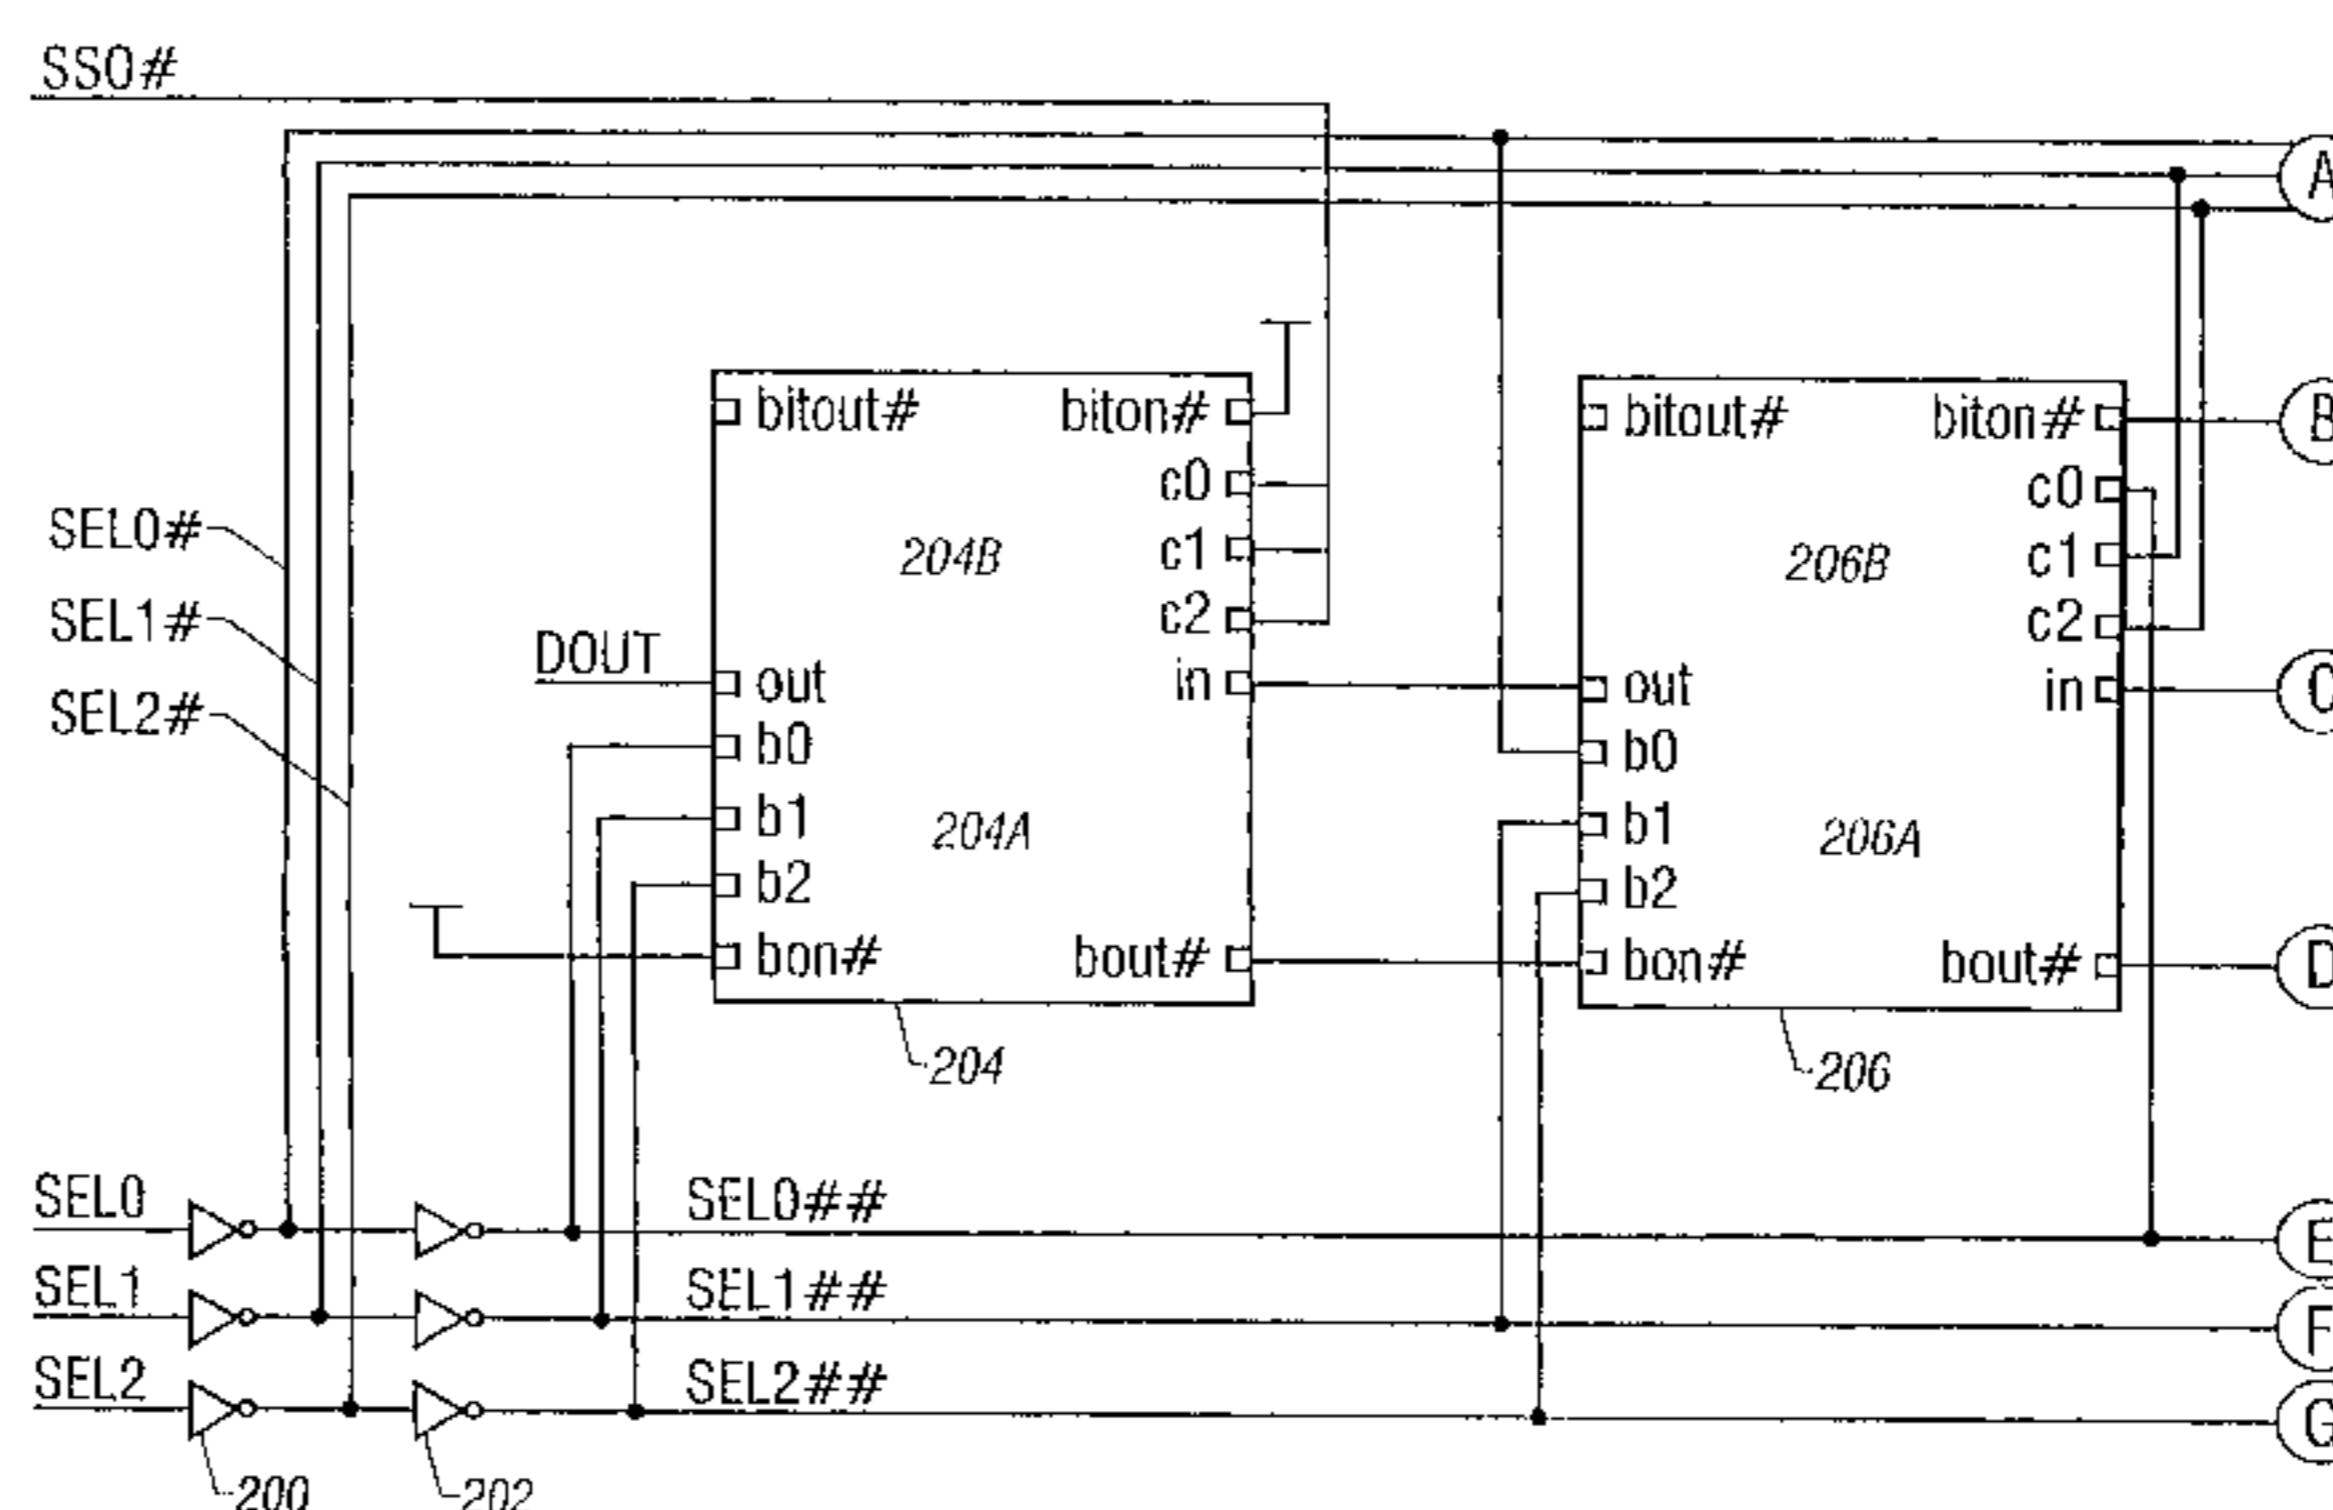 SS0#
A
bitout# biton#
bitout# biton#
B
c0
c0
SEL0#
c1
204B
c1
206B
SEL1#
c2
c2
DOUT
out in
out in
C
SEL2#
b0
b0
b1
204A
b1
206A
b2
b2
bon# bout#
bon# bout#
D
204
206
SEL0
SEL0##
E
SEL1
SEL1##
F
SEL2
SEL2##
G
200
202